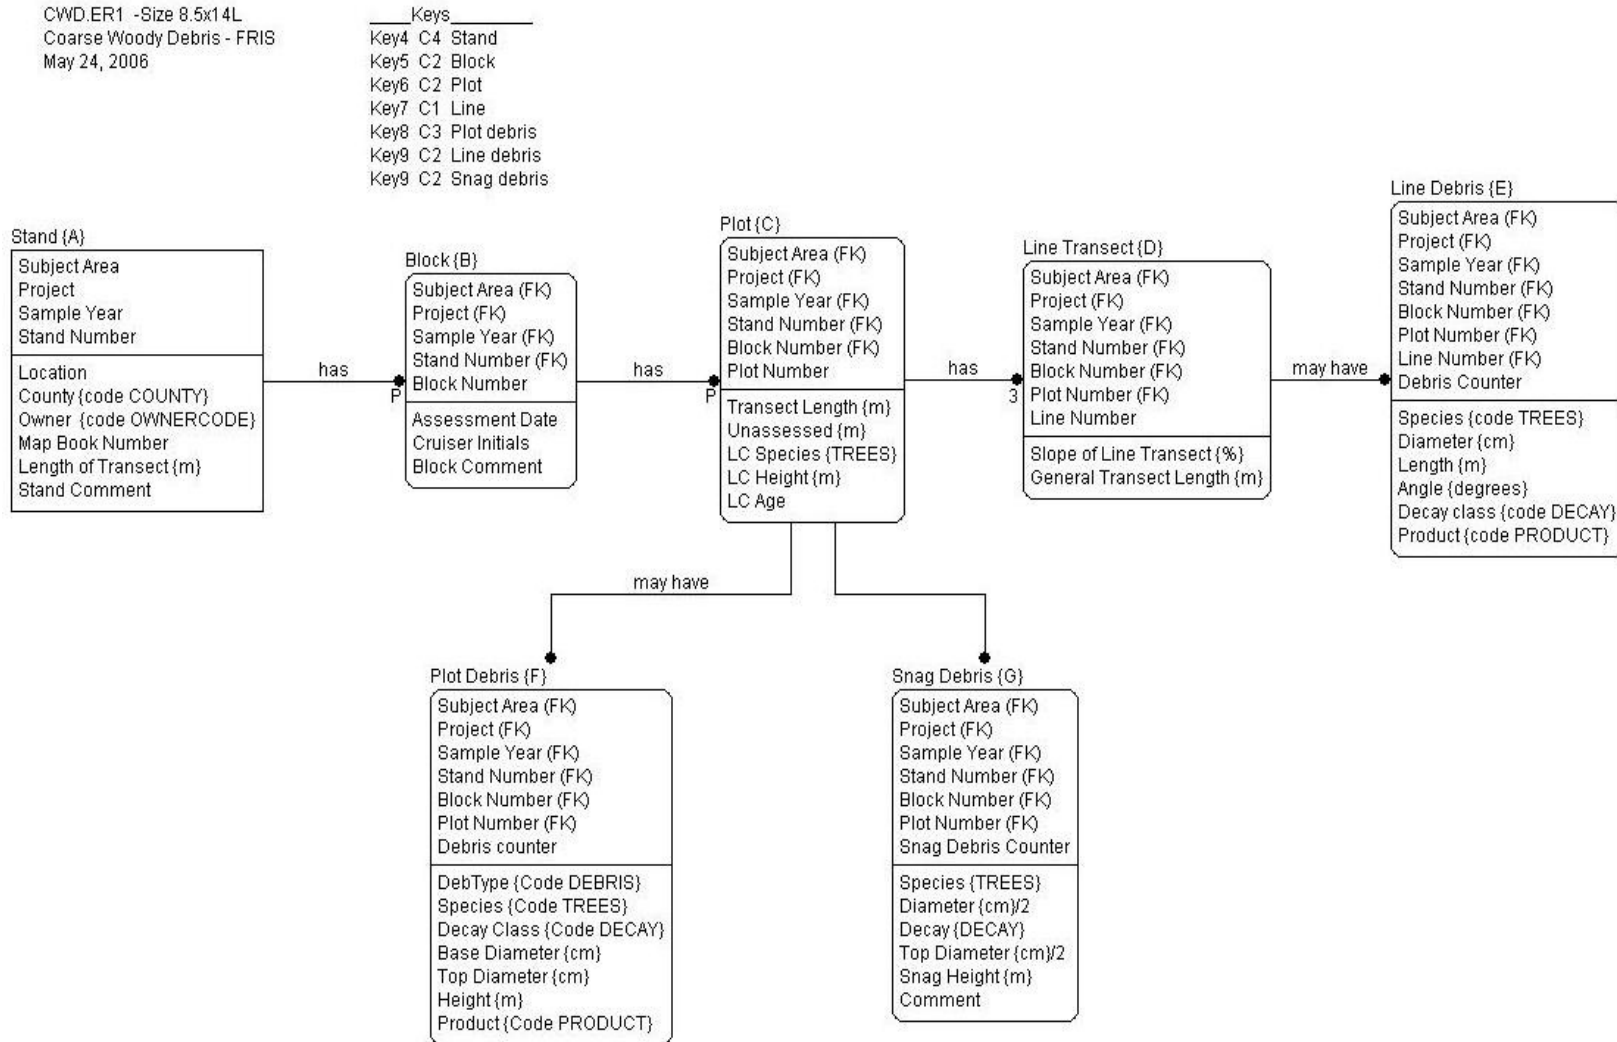 CWD.ER1 -Size 8.5x14L
Coarse Woody Debris - FRIS
May 24, 2006
____Keys________
Key4 C4 Stand
Key5 C2 Block
Key6 C2 Plot
Key7 C1 Line
Key8 C3 Plot debris
Key9 C2 Line debris
Key9 C2 Snag debris
Stand {A}
Subject Area
Project
Sample Year
Stand Number
Location
County {code COUNTY}
Owner {code OWNERCODE}
Map Book Number
Length of Transect {m}
Stand Comment
has
P
Block {B}
Subject Area (FK)
Project (FK)
Sample Year (FK)
Stand Number (FK)
Block Number
Assessment Date
Cruiser Initials
Block Comment
has
P
Plot {C}
Subject Area (FK)
Project (FK)
Sample Year (FK)
Stand Number (FK)
Block Number (FK)
Plot Number
Transect Length {m}
Unassessed {m}
LC Species {TREES}
LC Height {m}
LC Age
has
3
Line Transect {D}
Subject Area (FK)
Project (FK)
Sample Year (FK)
Stand Number (FK)
Block Number (FK)
Plot Number (FK)
Line Number
Slope of Line Transect {%}
General Transect Length {m}
may have
Line Debris {E}
Subject Area (FK)
Project (FK)
Sample Year (FK)
Stand Number (FK)
Block Number (FK)
Plot Number (FK)
Line Number (FK)
Debris Counter
Species {code TREES}
Diameter {cm}
Length {m}
Angle {degrees}
Decay class {code DECAY}
Product {code PRODUCT}
may have
Plot Debris {F}
Subject Area (FK)
Project (FK)
Sample Year (FK)
Stand Number (FK)
Block Number (FK)
Plot Number (FK)
Debris counter
DebType {Code DEBRIS}
Species {Code TREES}
Decay Class {Code DECAY}
Base Diameter {cm}
Top Diameter {cm}
Height {m}
Product {Code PRODUCT}
Snag Debris {G}
Subject Area (FK)
Project (FK)
Sample Year (FK)
Stand Number (FK)
Block Number (FK)
Plot Number (FK)
Snag Debris Counter
Species {TREES}
Diameter {cm}/2
Decay {DECAY}
Top Diameter {cm}/2
Snag Height {m}
Comment